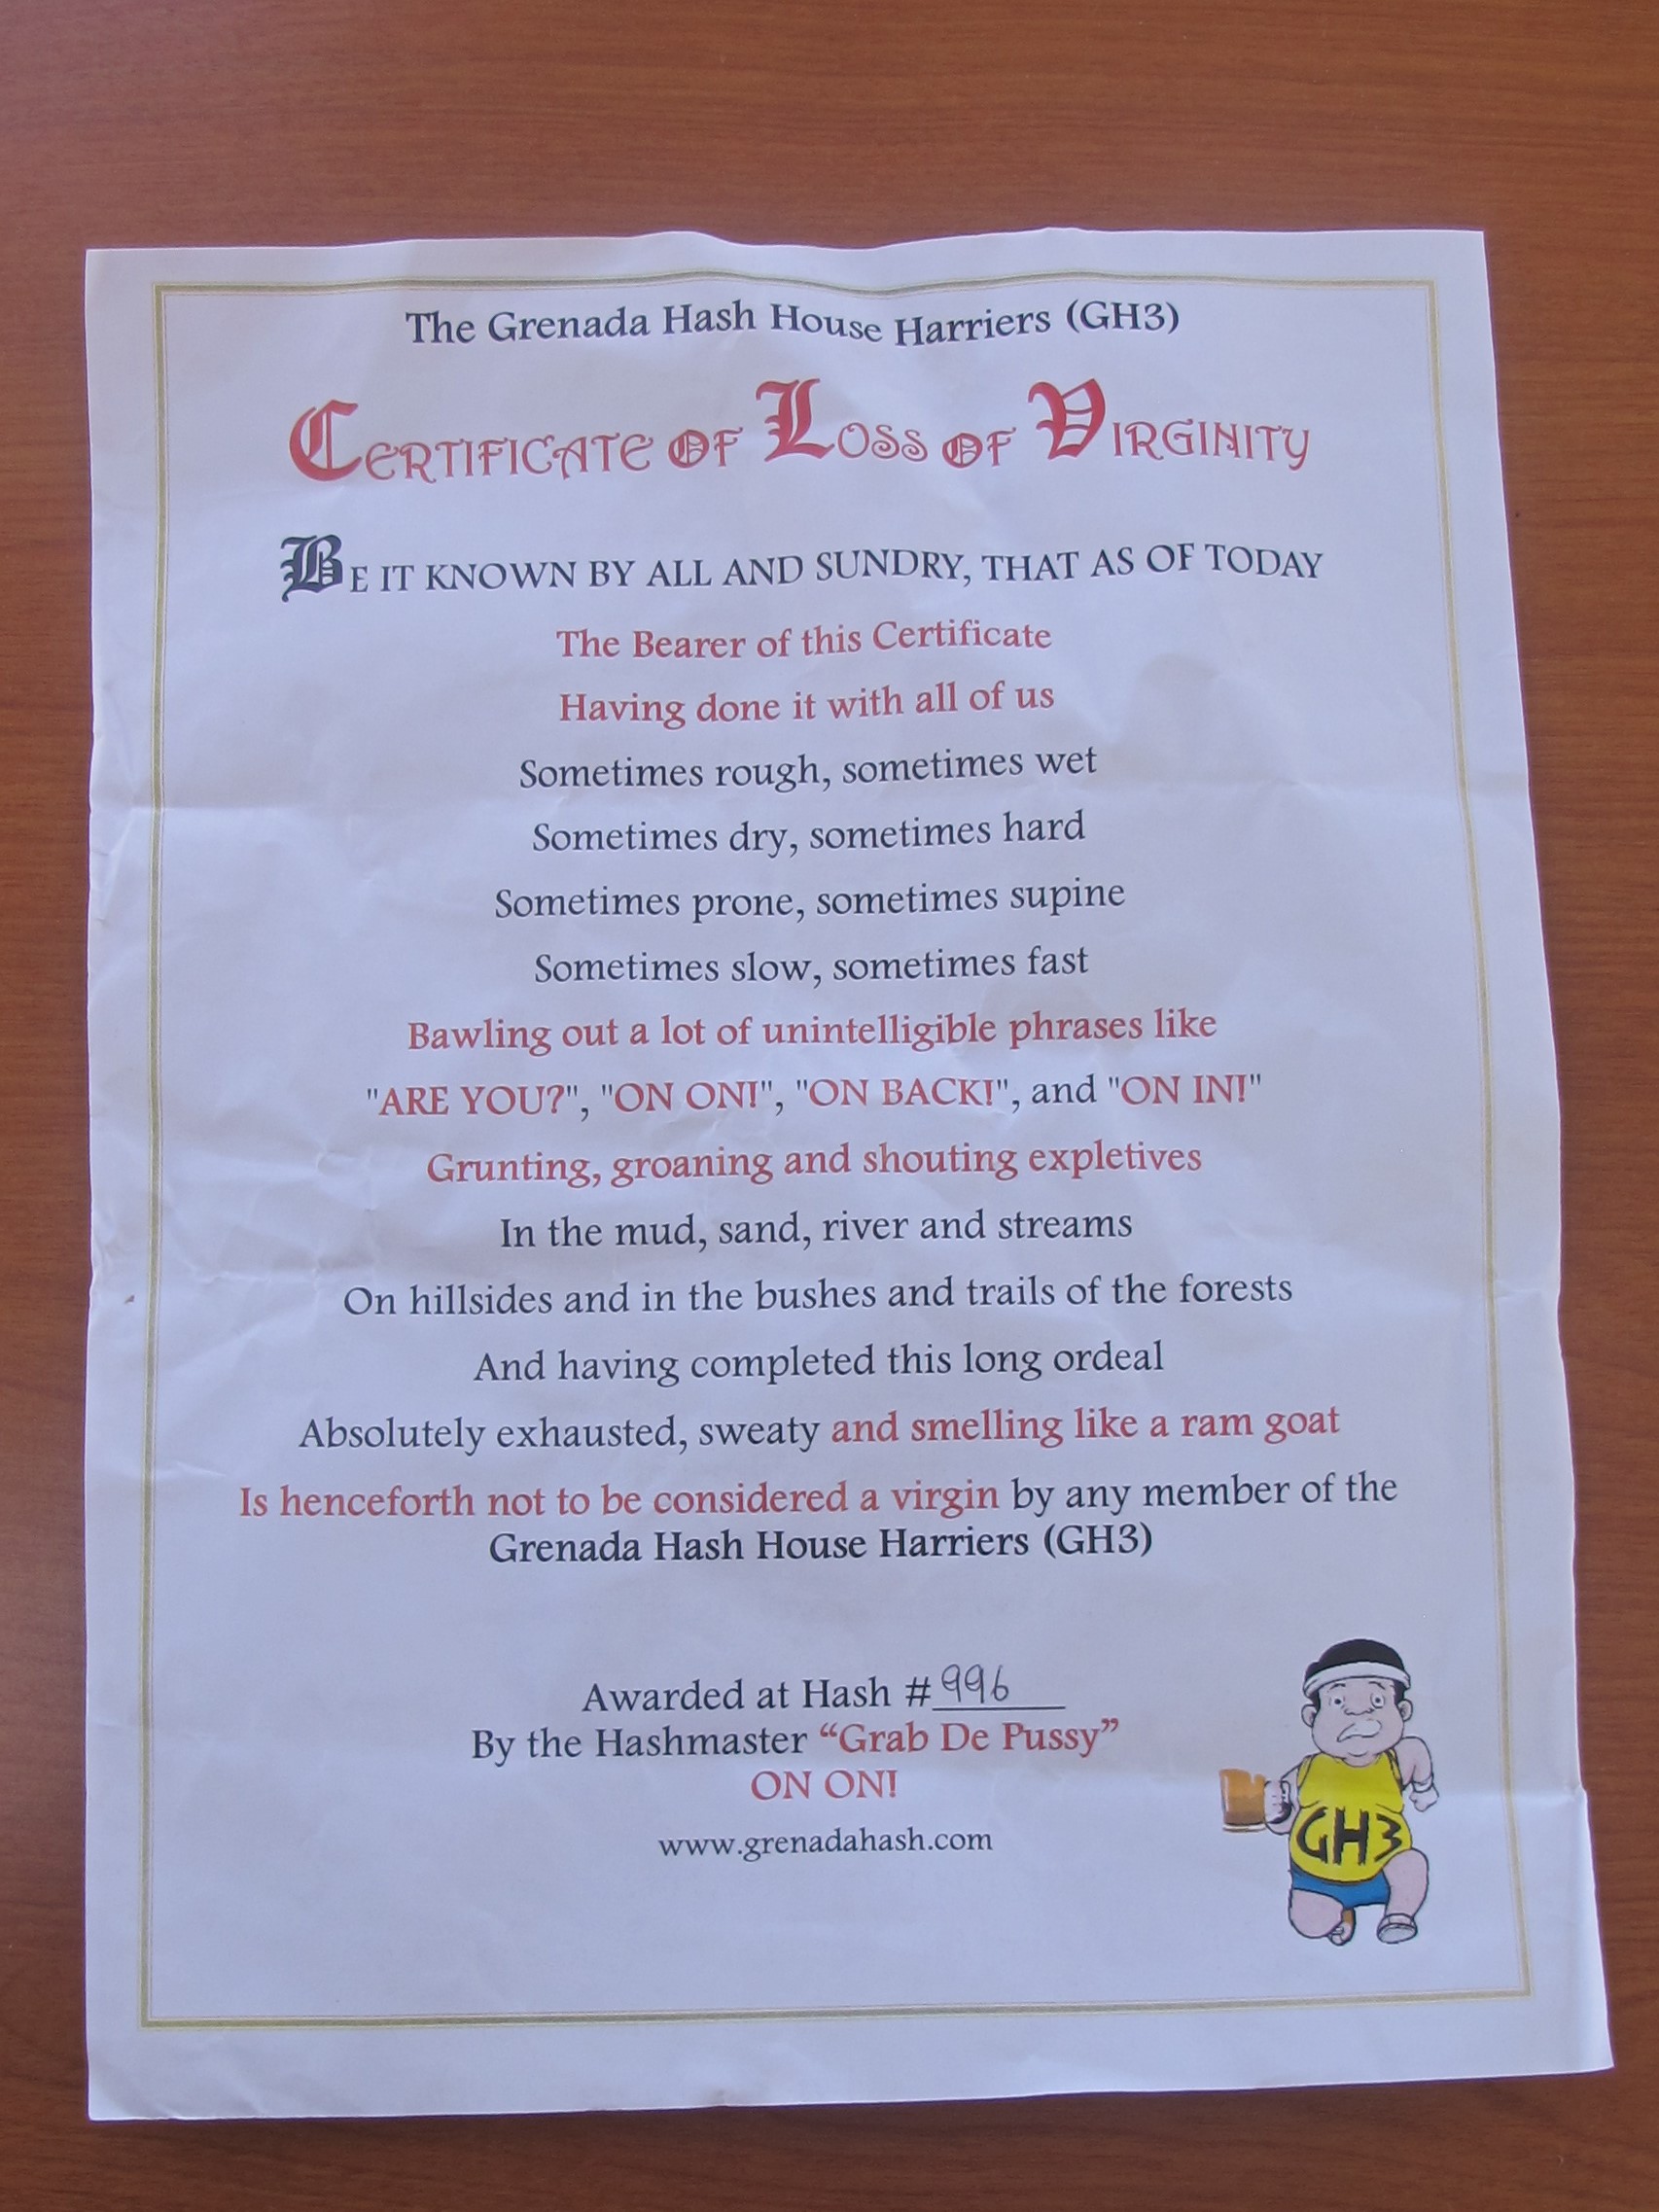 The Grenada Hash House Harriers (GH3)
Certificate of Loss of Virginity
Be it known by all and sundry, that as of today
The Bearer of this Certificate
Having done it with all of us
Sometimes rough, sometimes wet
Sometimes dry, sometimes hard
Sometimes prone, sometimes supine
Sometimes slow, sometimes fast
Bawling out a lot of unintelligible phrases like
"ARE YOU?", "ON ON!", "ON BACK!", and "ON IN!"
Grunting, groaning and shouting expletives
In the mud, sand, river and streams
On hillsides and in the bushes and trails of the forests
And having completed this long ordeal
Absolutely exhausted, sweaty and smelling like a ram goat
Is henceforth not to be considered a virgin by any member of the
Grenada Hash House Harriers (GH3)
Awarded at Hash #996
By the Hashmaster “Grab De Pussy”
ON ON!
www.grenadahash.com
GH3